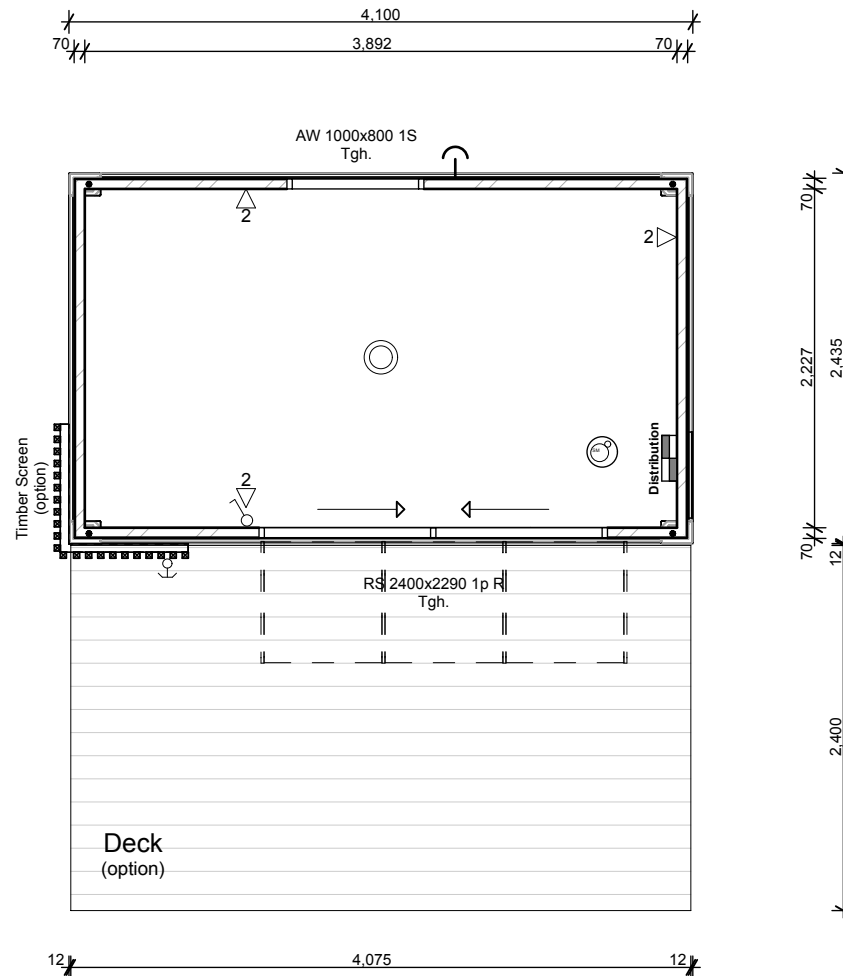 4,100
70 3,892 70
AW 1000x800 1S
Tgh.
70
2
2
2,227
2,435
SM
Distribution
2
Timber Screen
(option)
70
12
RS 2400x2290 1p R
Tgh.
2,400
Deck
(option)
12 4,075 12